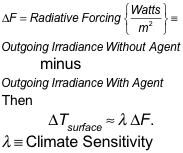 ΔF = Radiative Forcing {Watts/m²} ≡
Outgoing Irradiance Without Agent
minus
Outgoing Irradiance With Agent
Then
ΔT_surface ≈ λ ΔF.
λ ≡ Climate Sensitivity